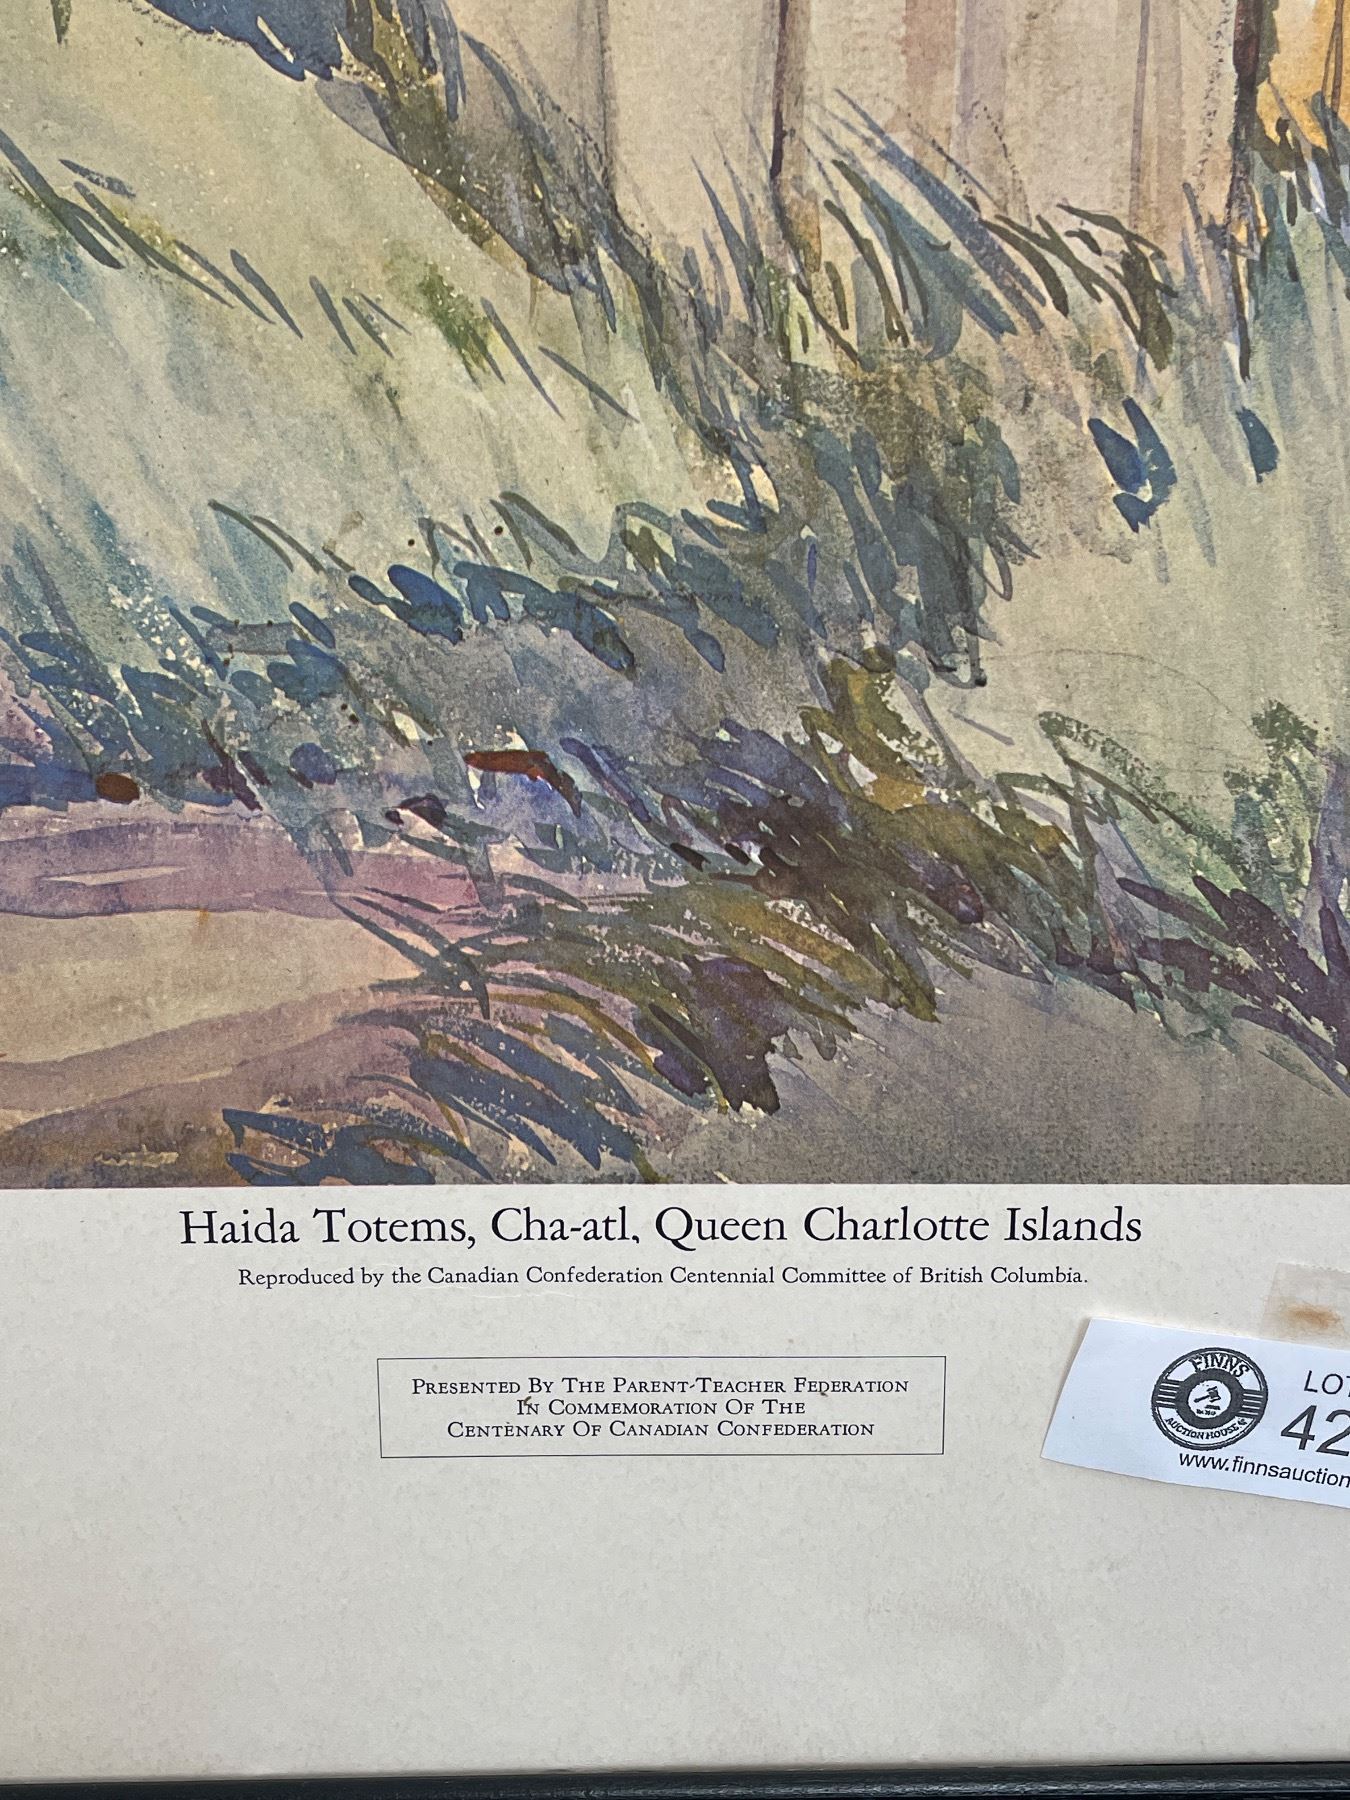 Haida Totems, Cha-atl, Queen Charlotte Islands
Reproduced by the Canadian Confederation Centennial Committee of British Columbia.
PRESENTED BY THE PARENT-TEACHER FEDERATION
IN COMMEMORATION OF THE
CENTENARY OF CANADIAN CONFEDERATION
FINNS
AUCTION HOUSE
LOT
42
www.finnsauction